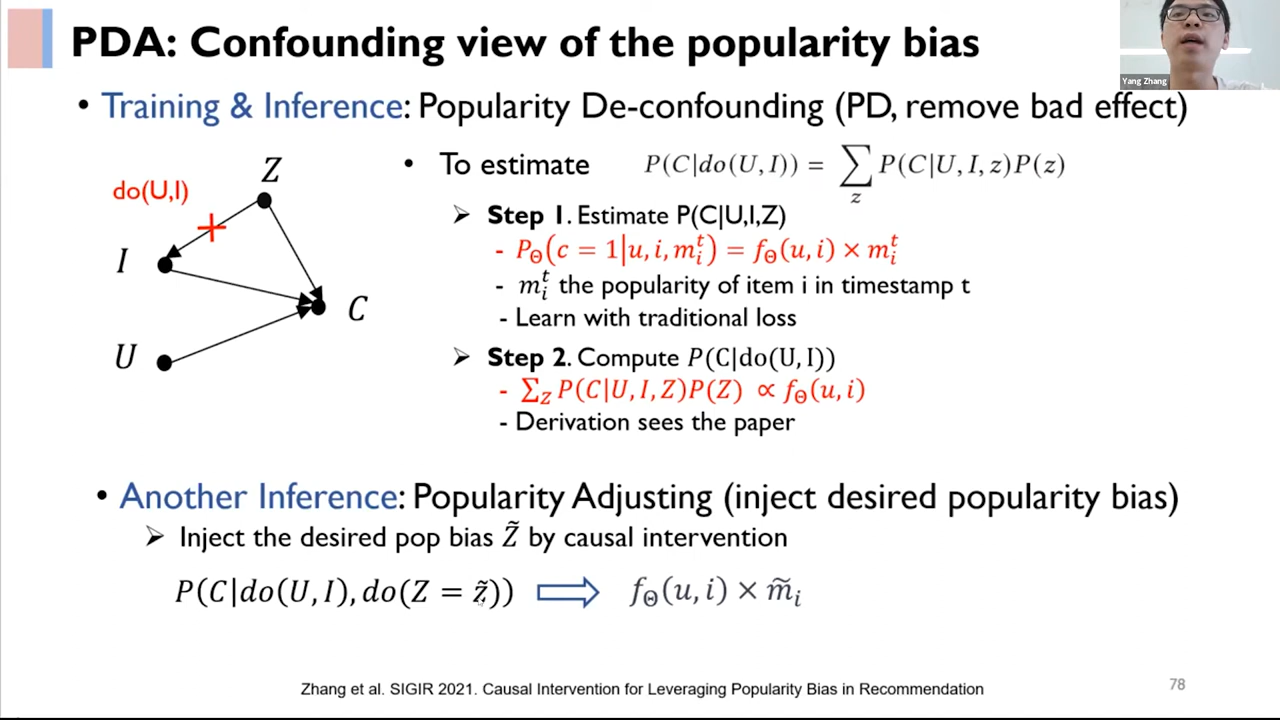 PDA: Confounding view of the popularity bias
Yang Zhang
• Training & Inference: Popularity De-confounding (PD, remove bad effect)
Z
do(U,I)
I
C
U
• To estimate P(C|do(U, I)) = ∑_z P(C|U, I, z)P(z)
➢ Step 1. Estimate P(C|U,I,Z)
- P_Θ(c = 1|u, i, m_i^t) = f_Θ(u, i) × m_i^t
- m_i^t the popularity of item i in timestamp t
- Learn with traditional loss
➢ Step 2. Compute P(C|do(U, I))
- ∑_Z P(C|U, I, Z)P(Z) ∝ f_Θ(u, i)
- Derivation sees the paper
• Another Inference: Popularity Adjusting (inject desired popularity bias)
➢ Inject the desired pop bias Z̃ by causal intervention
P(C|do(U, I), do(Z = z̃)) ⇒ f_Θ(u, i) × m̃_i
Zhang et al. SIGIR 2021. Causal Intervention for Leveraging Popularity Bias in Recommendation
78